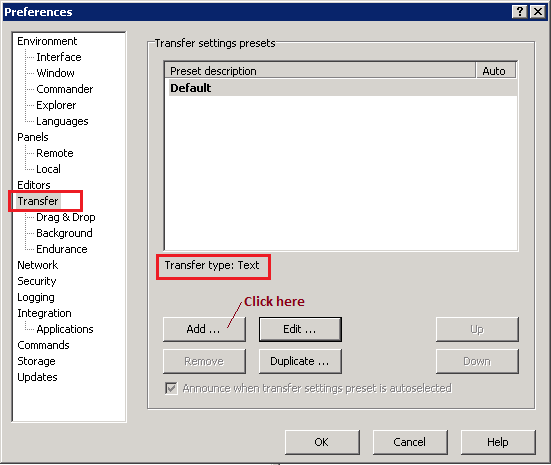 Preferences
Environment
Interface
Window
Commander
Explorer
Languages
Panels
Remote
Local
Editors
Transfer
Drag & Drop
Background
Endurance
Network
Security
Logging
Integration
Applications
Commands
Storage
Updates
Transfer settings presets
Preset description Auto
Default
Transfer type: Text
Click here
Add ... Edit ... Up
Remove Duplicate ... Down
Announce when transfer settings preset is autoselected
OK Cancel Help